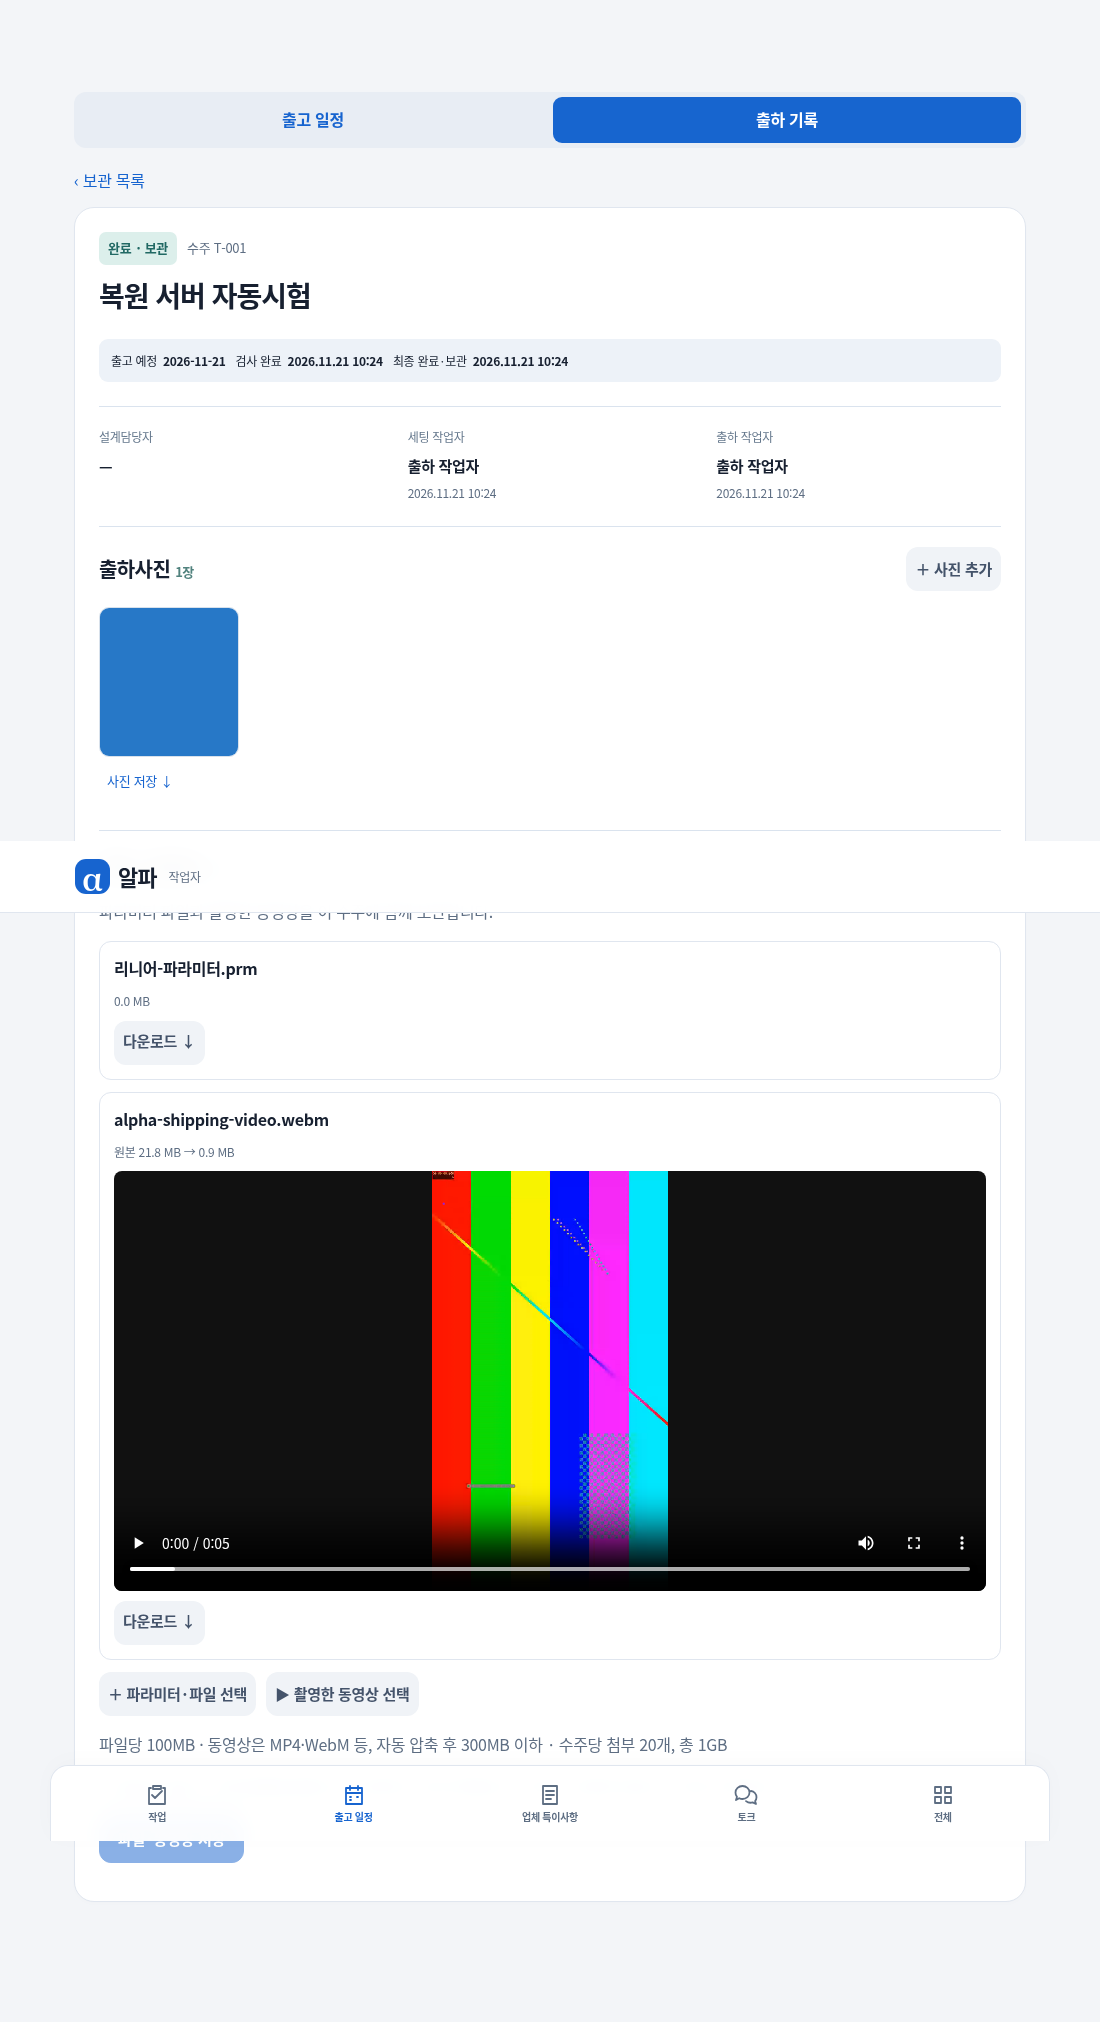 출고 일정
출하 기록
‹ 보관 목록
완료 · 보관 수주 T-001
복원 서버 자동시험
출고 예정 2026-11-21 검사 완료 2026.11.21 10:24 최종 완료·보관 2026.11.21 10:24
설계담당자
—
세팅 작업자
출하 작업자
2026.11.21 10:24
출하 작업자
출하 작업자
2026.11.21 10:24
출하사진 1장
+ 사진 추가
사진 저장 ↓
α 알파 작업자
리니어-파라미터.prm
0.0 MB
다운로드 ↓
alpha-shipping-video.webm
원본 21.8 MB → 0.9 MB
0:00 / 0:05
다운로드 ↓
+ 파라미터·파일 선택
▶ 촬영한 동영상 선택
파일당 100MB · 동영상은 MP4·WebM 등, 자동 압축 후 300MB 이하 · 수주당 첨부 20개, 총 1GB
작업
출고 일정
업체 특이사항
토크
전체